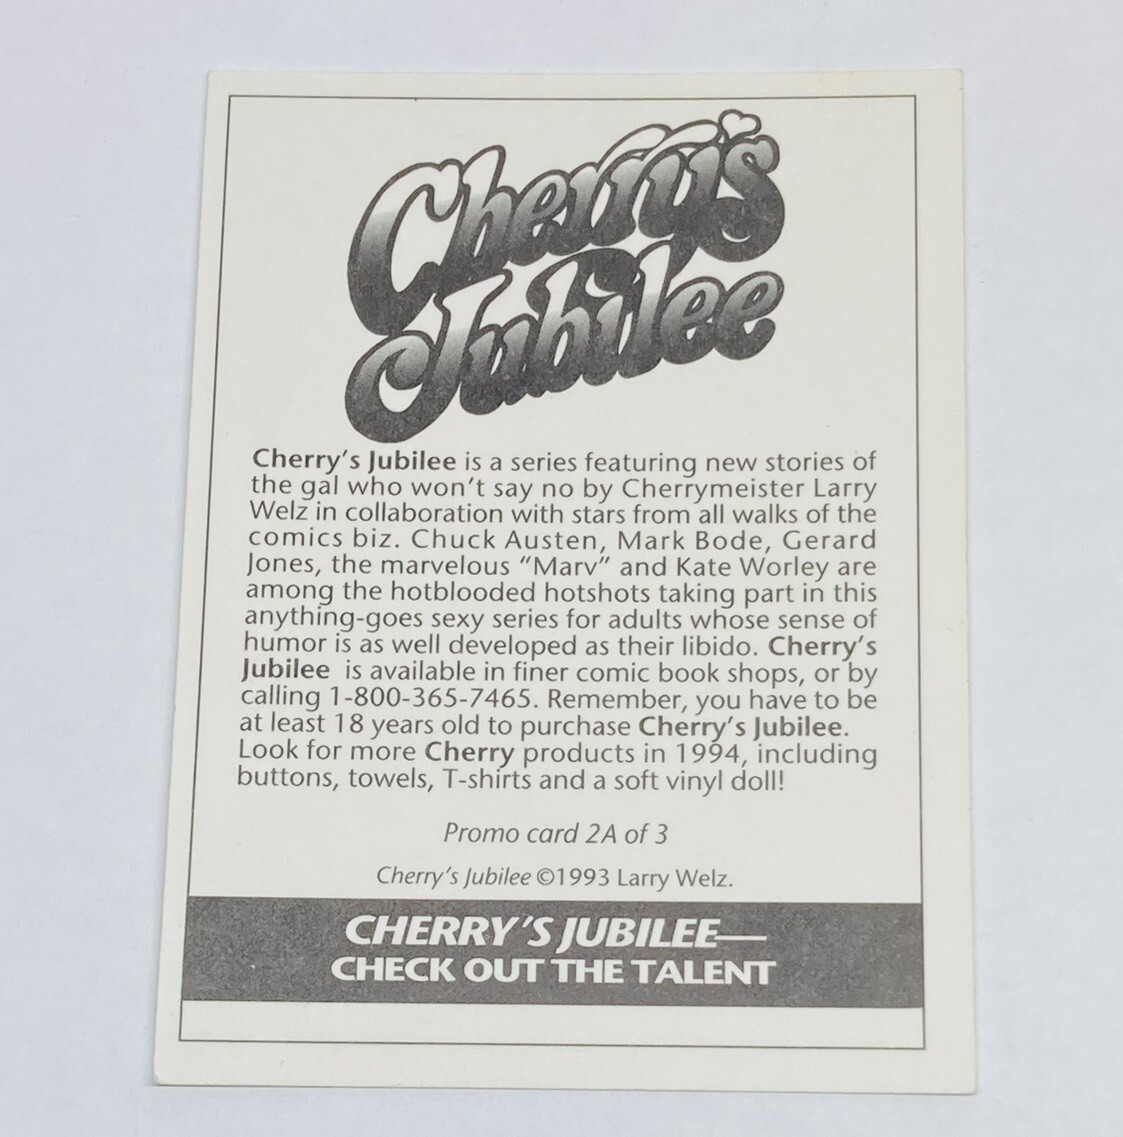 Cherry's
Jubilee
Cherry's Jubilee is a series featuring new stories of
the gal who won't say no by Cherrymeister Larry
Welz in collaboration with stars from all walks of the
comics biz. Chuck Austen, Mark Bode, Gerard
Jones, the marvelous “Marv” and Kate Worley are
among the hotblooded hotshots taking part in this
anything-goes sexy series for adults whose sense of
humor is as well developed as their libido. Cherry's
Jubilee is available in finer comic book shops, or by
calling 1-800-365-7465. Remember, you have to be
at least 18 years old to purchase Cherry's Jubilee.
Look for more Cherry products in 1994, including
buttons, towels, T-shirts and a soft vinyl doll!
Promo card 2A of 3
Cherry's Jubilee ©1993 Larry Welz.
CHERRY'S JUBILEE—
CHECK OUT THE TALENT